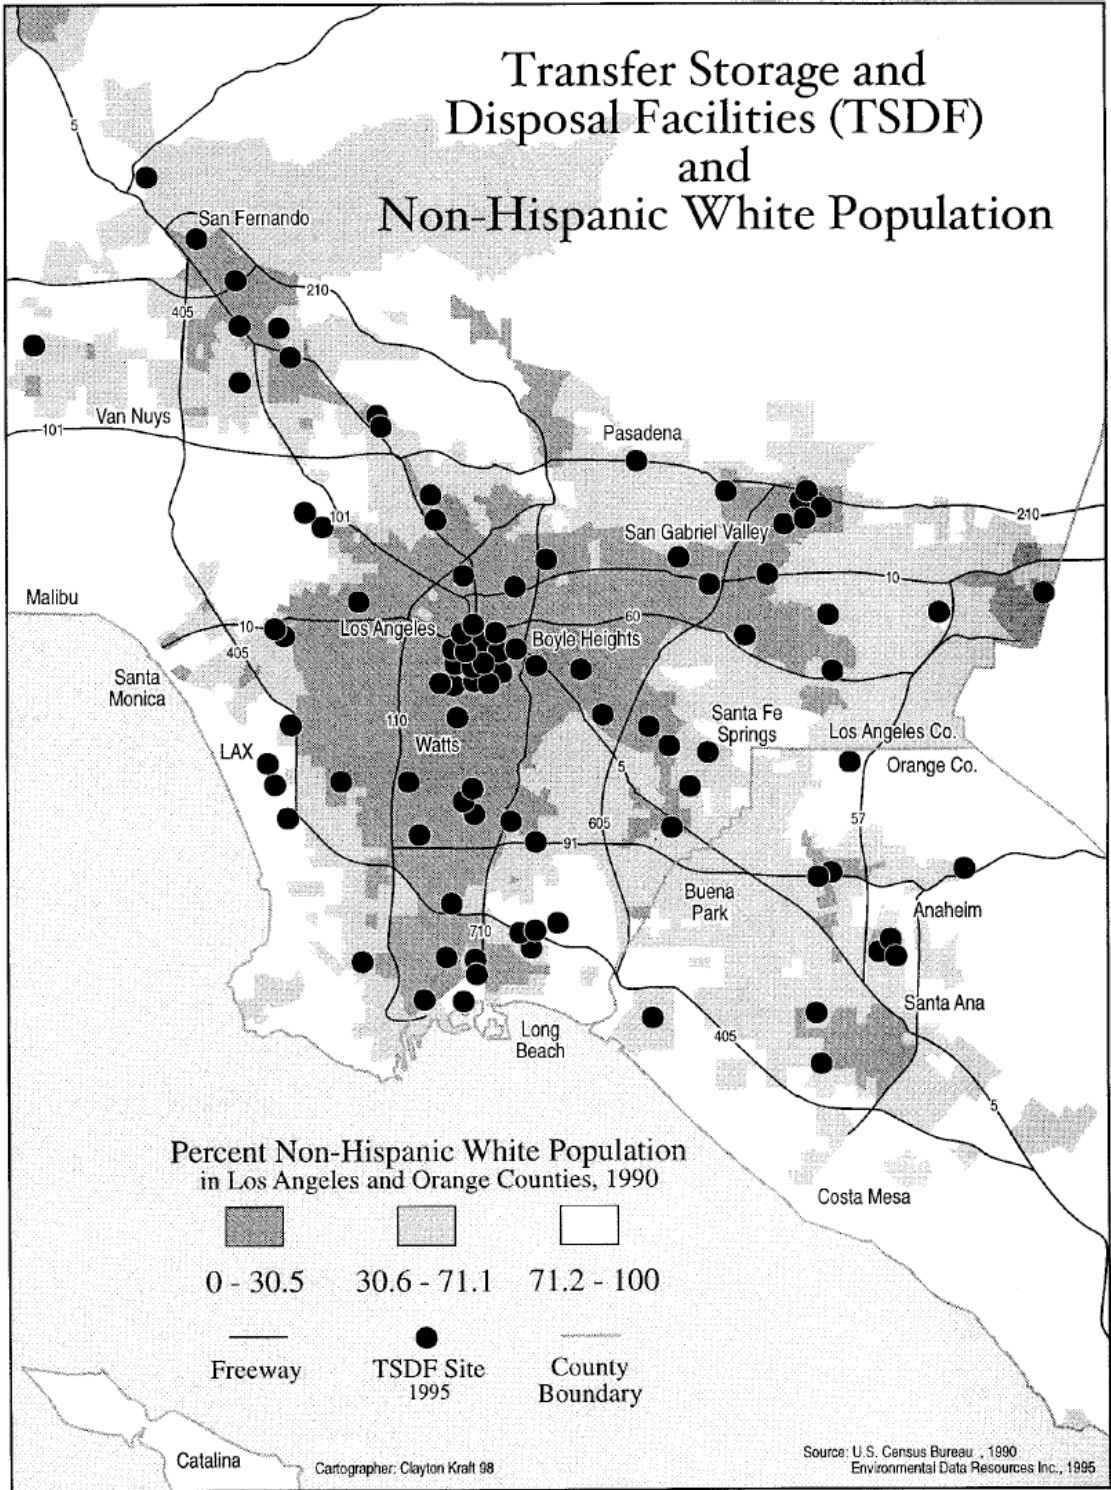 Transfer Storage and
Disposal Facilities (TSDF)
and
Non-Hispanic White Population
5
San Fernando
210
405
Van Nuys
101
Pasadena
101
San Gabriel Valley
210
Malibu
10
10
Los Angeles
60
Boyle Heights
405
Santa
Monica
110
Watts
LAX
Santa Fe
Springs
Los Angeles Co.
Orange Co.
5
605
57
91
Buena
Park
Anaheim
710
Santa Ana
Long
Beach
405
5
Costa Mesa
Percent Non-Hispanic White Population
in Los Angeles and Orange Counties, 1990
0 - 30.5 30.6 - 71.1 71.2 - 100
Freeway
TSDF Site
1995
County
Boundary
Catalina
Cartographer: Clayton Kraft 98
Source: U.S. Census Bureau , 1990
Environmental Data Resources Inc., 1995